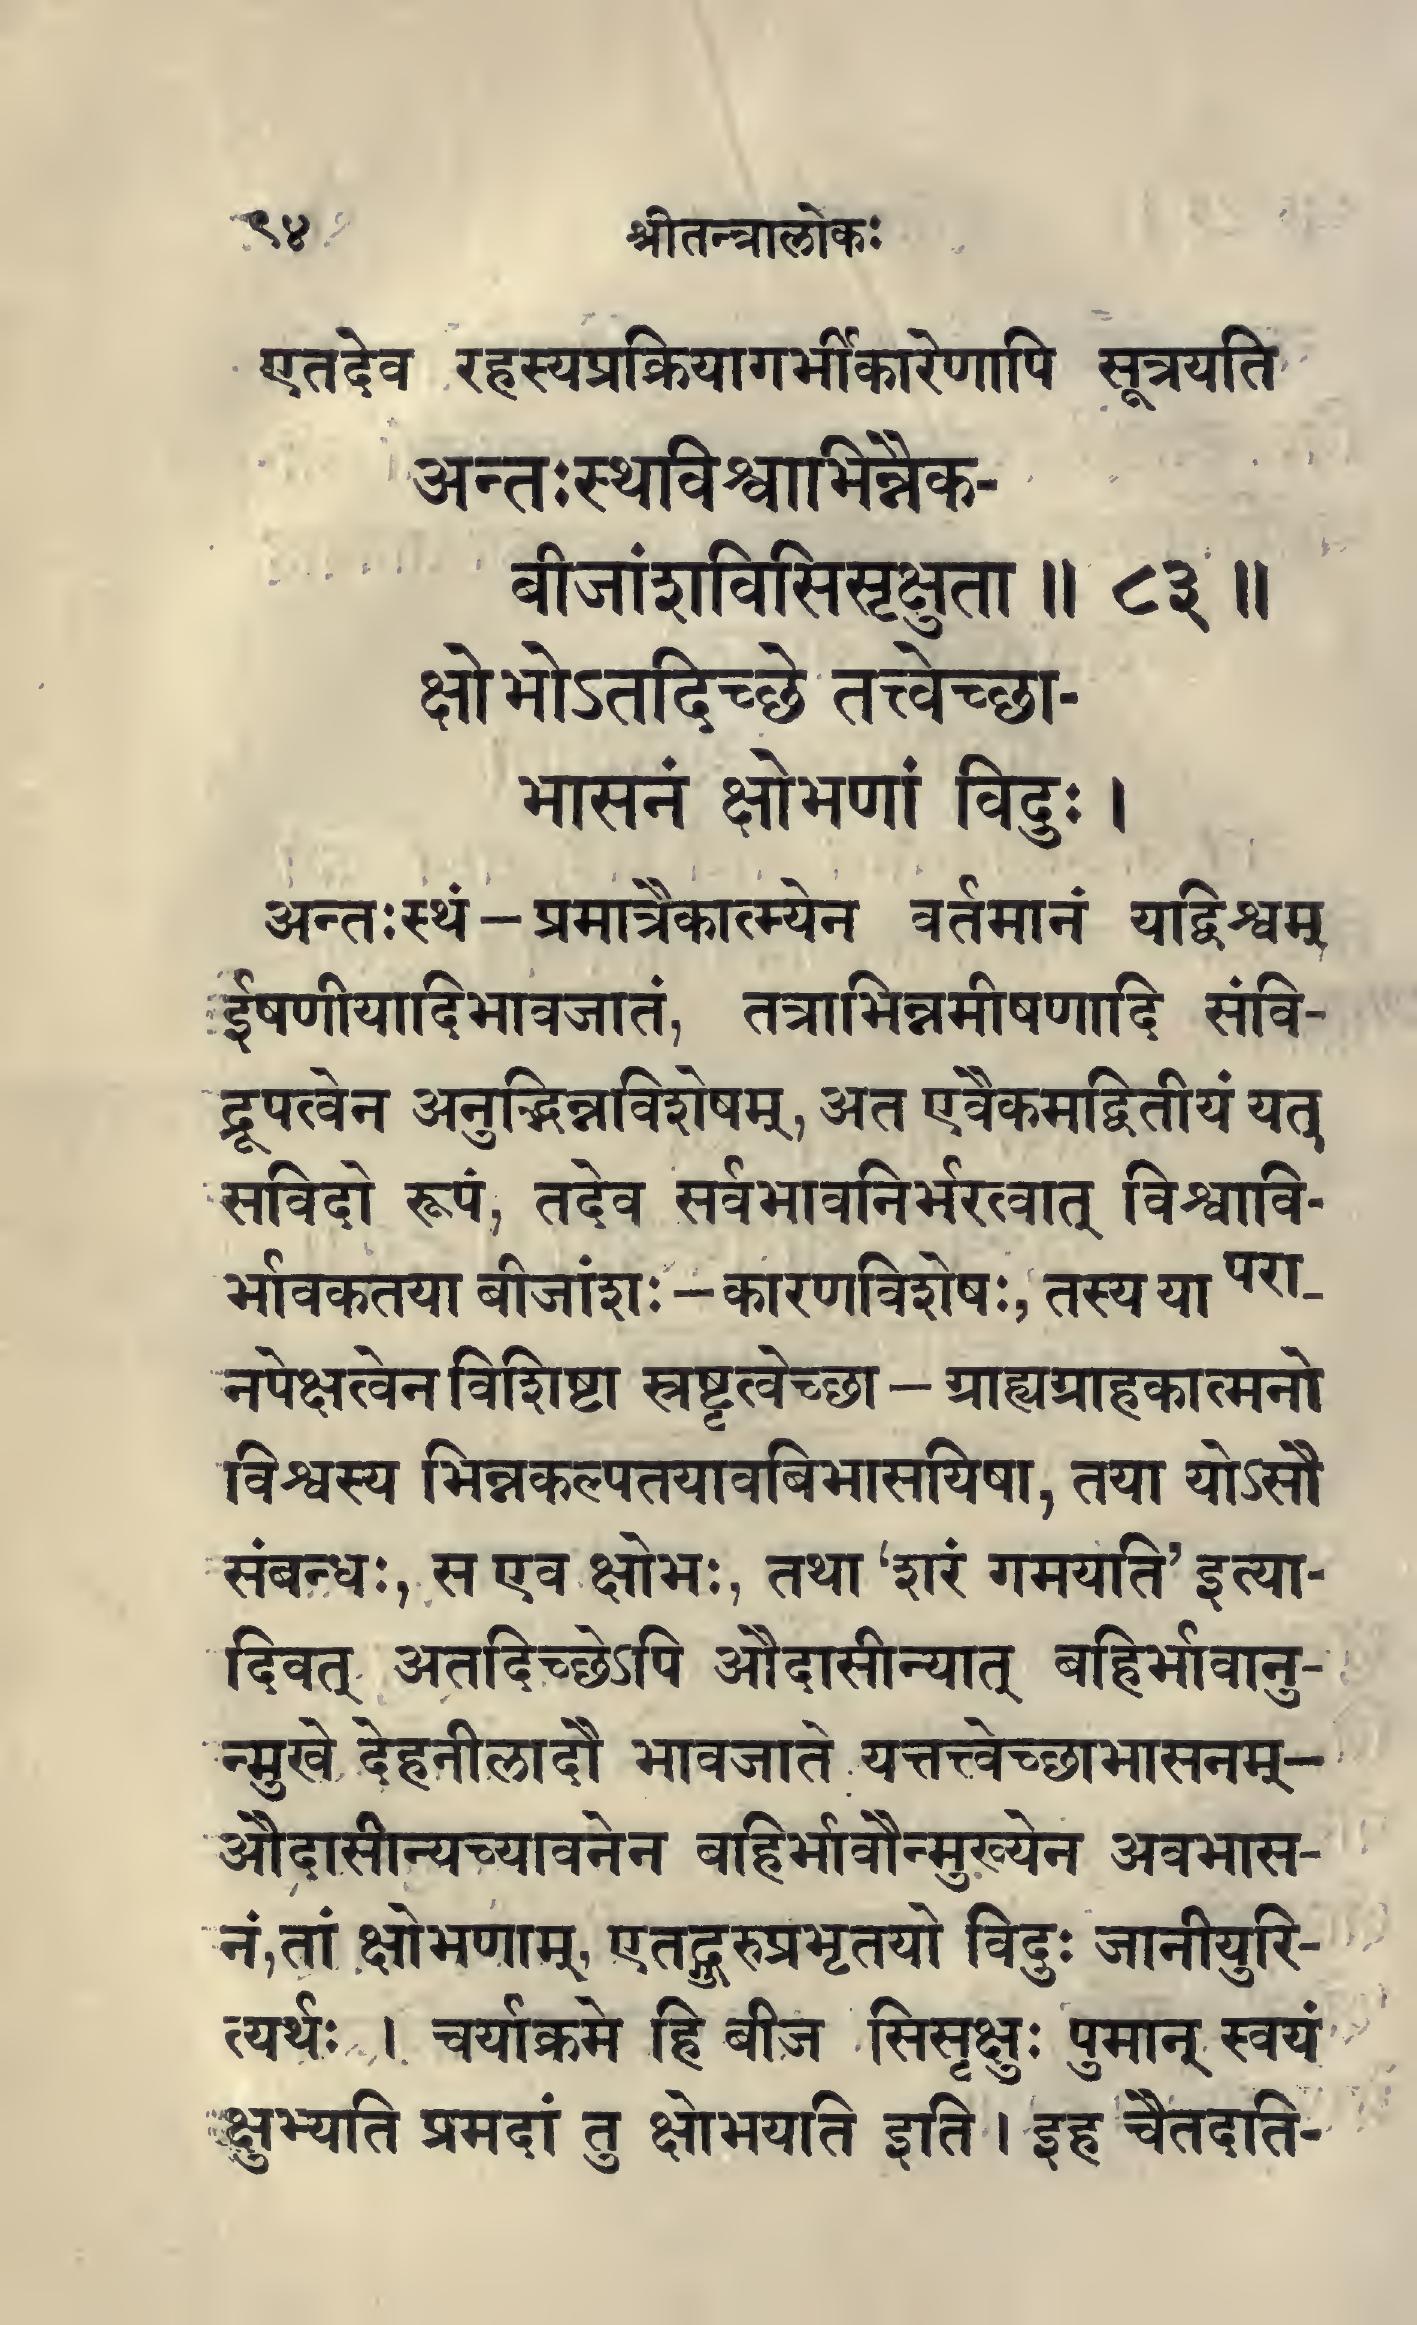 ९४ श्रीतन्त्रालोकः
एतदेव रहस्यप्रक्रियागर्भीकारेणापि सूत्रयति
अन्तःस्थविश्वाभिन्नैक-
बीजांशविसिसृक्षुता ॥ ८३ ॥
क्षोभोऽतदिच्छे तत्त्वेच्छा-
भासनं क्षोभणां विदुः ।
अन्तःस्थं—प्रमात्रैकात्म्येन वर्तमानं यद्विश्वम्
ईषणीयादिभावजातं, तत्राभिन्नमीषणादि संवि-
द्रूपत्वेन अनुद्भिन्नविशेषम्, अत एवैकमद्वितीयं यत्
सविदो रूपं, तदेव सर्वभावनिर्भरत्वात् विश्वावि-
र्भावकतया बीजांशः—कारणविशेषः, तस्य या परा-
नपेक्षत्वेन विशिष्टा स्रष्टृत्वेच्छा—ग्राह्यग्राहकात्मनो
विश्वस्य भिन्नकल्पतयावबिभासयिषा, तया योऽसौ
संबन्धः, स एव क्षोभः, तथा ‘शरं गमयति’ इत्या-
दिवत् अतदिच्छेऽपि औदासीन्यात् बहिर्भावानु-
न्मुखे देहनीलादौ भावजाते यत्तत्त्वेच्छाभासनम्—
औदासीन्यच्यावनेन बहिर्भावौन्मुख्येन अवभास-
नं, तां क्षोभणाम्, एतद्गुरुप्रभृतयो विदुः जानीयुरि-
त्यर्थः । चर्याक्रमे हि बीज सिसृक्षुः पुमान् स्वयं
क्षुभ्यति प्रमदां तु क्षोभयति इति । इह चैतदति-